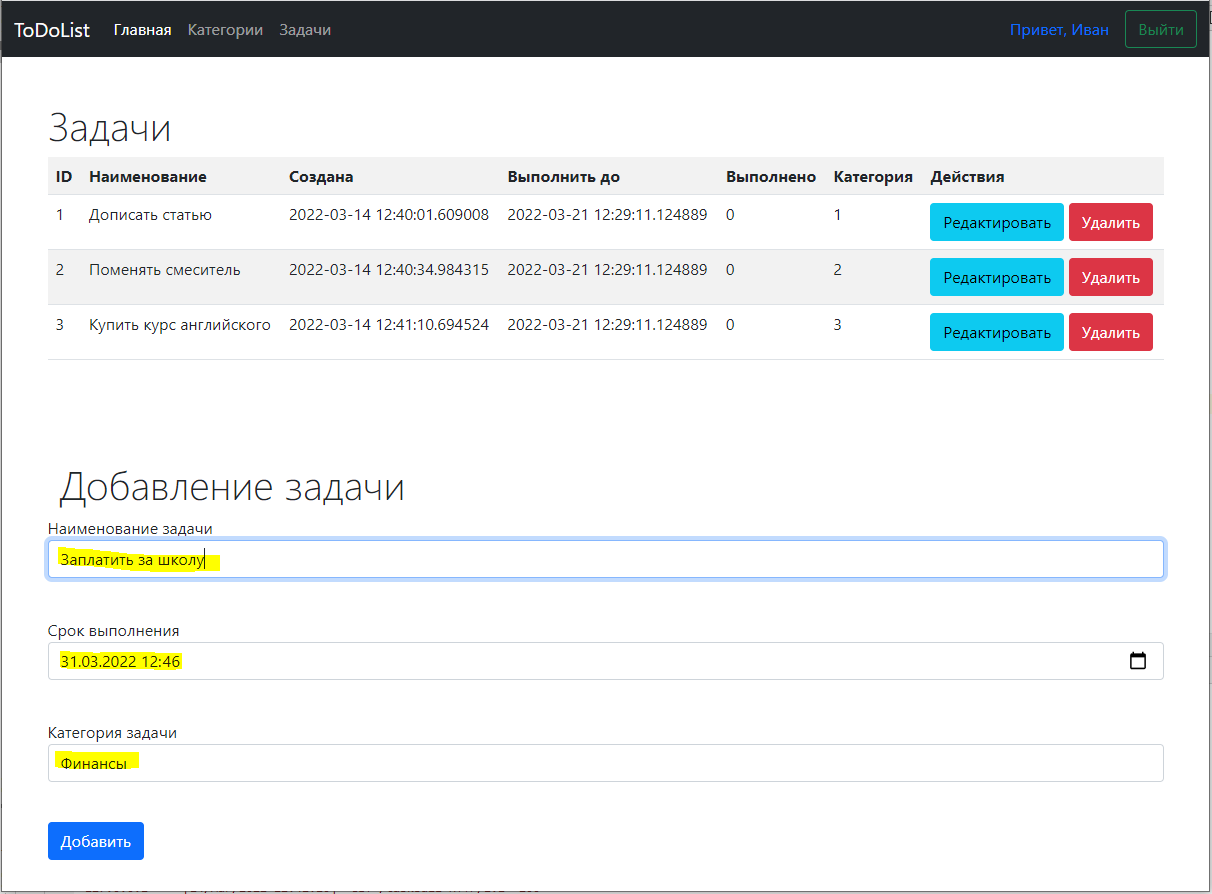 ToDoList Главная Категории Задачи Привет, Иван Выйти
Задачи
ID Наименование Создана Выполнить до Выполнено Категория Действия
1 Дописать статью 2022-03-14 12:40:01.609008 2022-03-21 12:29:11.124889 0 1 Редактировать Удалить
2 Поменять смеситель 2022-03-14 12:40:34.984315 2022-03-21 12:29:11.124889 0 2 Редактировать Удалить
3 Купить курс английского 2022-03-14 12:41:10.694524 2022-03-21 12:29:11.124889 0 3 Редактировать Удалить
Добавление задачи
Наименование задачи
Заплатить за школу
Срок выполнения
31.03.2022 12:46
Категория задачи
Финансы
Добавить